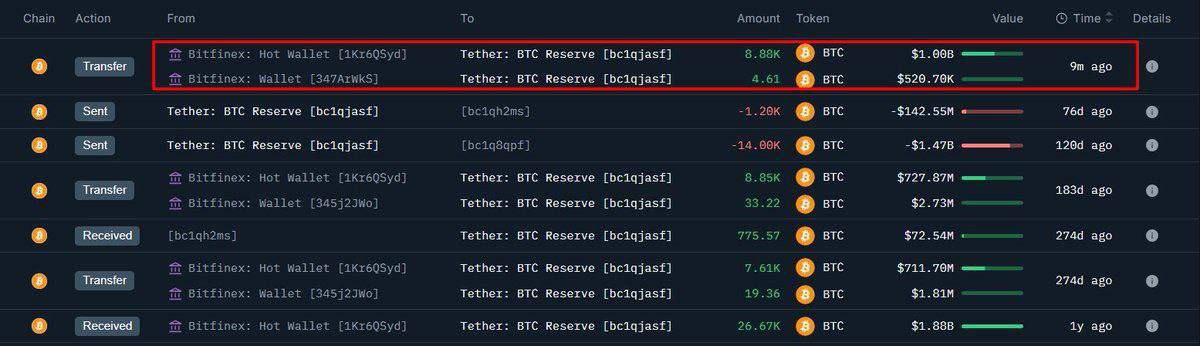 Chain Action From To Amount Token Value Time Details
Bitfinex: Hot Wallet [1Kr6QSyd] Tether: BTC Reserve [bc1qjasf] 8.88K BTC $1.00B
Transfer 9m ago
Bitfinex: Wallet [347ArWkS] Tether: BTC Reserve [bc1qjasf] 4.61 BTC $520.70K
Sent Tether: BTC Reserve [bc1qjasf] [bc1qh2ms] -1.20K BTC -$142.55M 76d ago
Sent Tether: BTC Reserve [bc1qjasf] [bc1q8qpf] -14.00K BTC -$1.47B 120d ago
Bitfinex: Hot Wallet [1Kr6QSyd] Tether: BTC Reserve [bc1qjasf] 8.85K BTC $727.87M
Transfer 183d ago
Bitfinex: Wallet [345j2JWo] Tether: BTC Reserve [bc1qjasf] 33.22 BTC $2.73M
Received [bc1qh2ms] Tether: BTC Reserve [bc1qjasf] 775.57 BTC $72.54M 274d ago
Bitfinex: Hot Wallet [1Kr6QSyd] Tether: BTC Reserve [bc1qjasf] 7.61K BTC $711.70M
Transfer 274d ago
Bitfinex: Wallet [345j2JWo] Tether: BTC Reserve [bc1qjasf] 19.36 BTC $1.81M
Received Bitfinex: Hot Wallet [1Kr6QSyd] Tether: BTC Reserve [bc1qjasf] 26.67K BTC $1.88B 1y ago